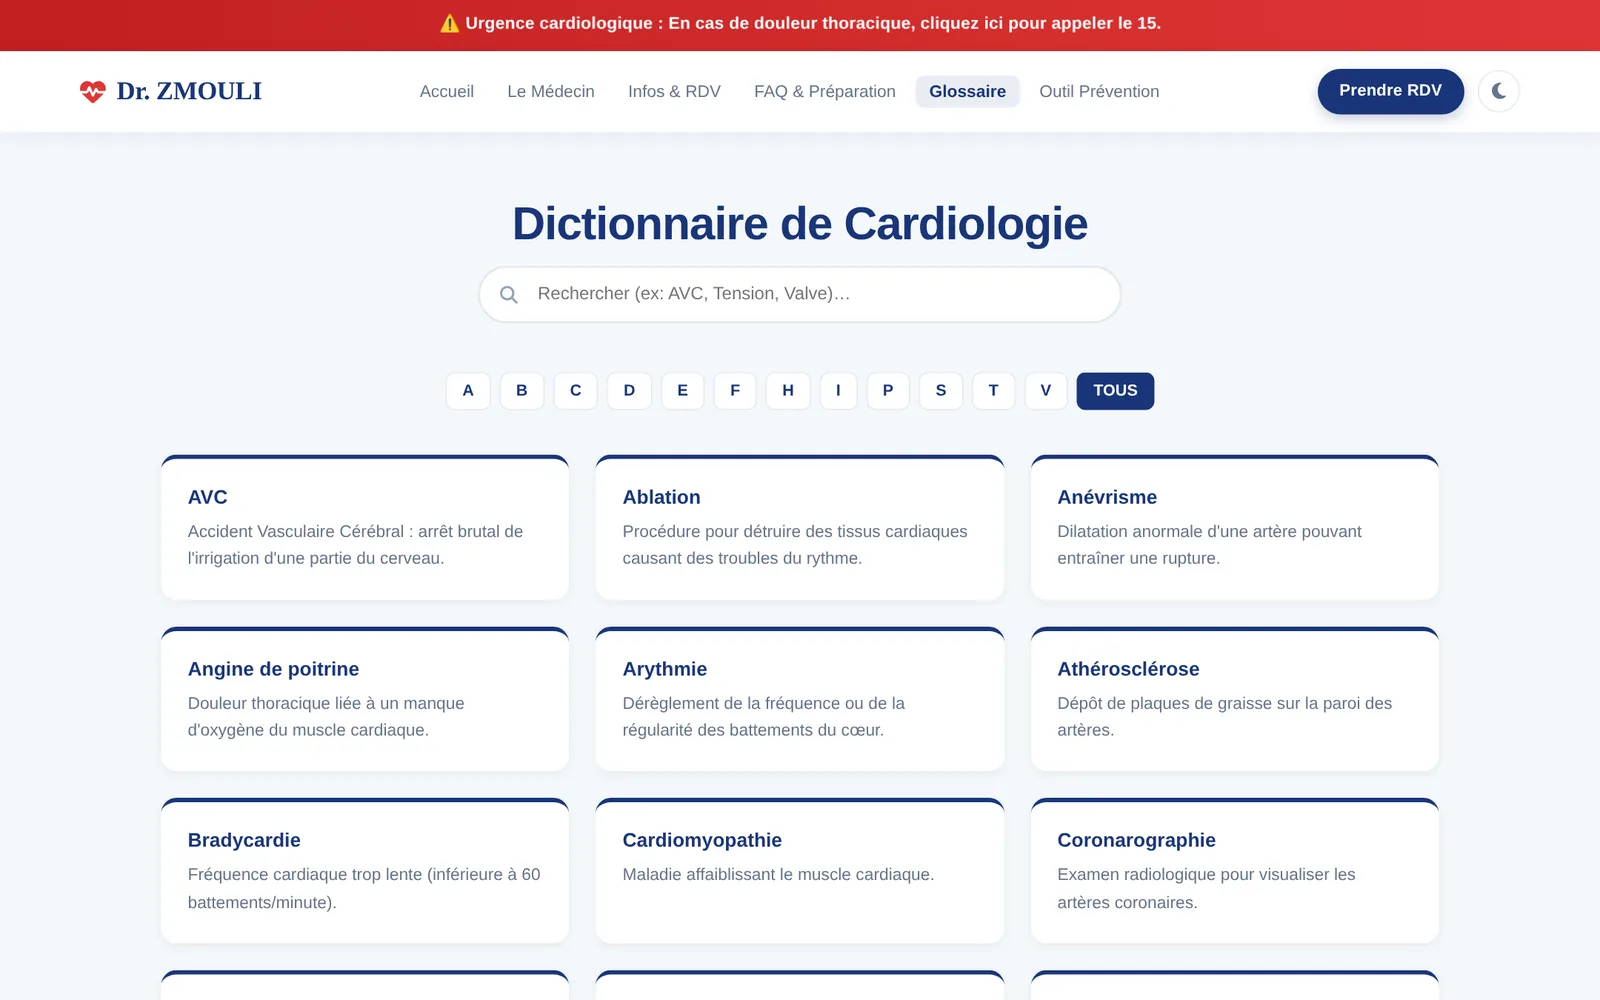 ⚠️ Urgence cardiologique : En cas de douleur thoracique, cliquez ici pour appeler le 15.
Dr. ZMOULI
Accueil
Le Médecin
Infos & RDV
FAQ & Préparation
Glossaire
Outil Prévention
Prendre RDV
Dictionnaire de Cardiologie
Rechercher (ex: AVC, Tension, Valve)…
A B C D E F H I P S T V TOUS
AVC
Accident Vasculaire Cérébral : arrêt brutal de
l'irrigation d'une partie du cerveau.
Ablation
Procédure pour détruire des tissus cardiaques
causant des troubles du rythme.
Anévrisme
Dilatation anormale d'une artère pouvant
entraîner une rupture.
Angine de poitrine
Douleur thoracique liée à un manque
d'oxygène du muscle cardiaque.
Arythmie
Dérèglement de la fréquence ou de la
régularité des battements du cœur.
Athérosclérose
Dépôt de plaques de graisse sur la paroi des
artères.
Bradycardie
Fréquence cardiaque trop lente (inférieure à 60
battements/minute).
Cardiomyopathie
Maladie affaiblissant le muscle cardiaque.
Coronarographie
Examen radiologique pour visualiser les
artères coronaires.